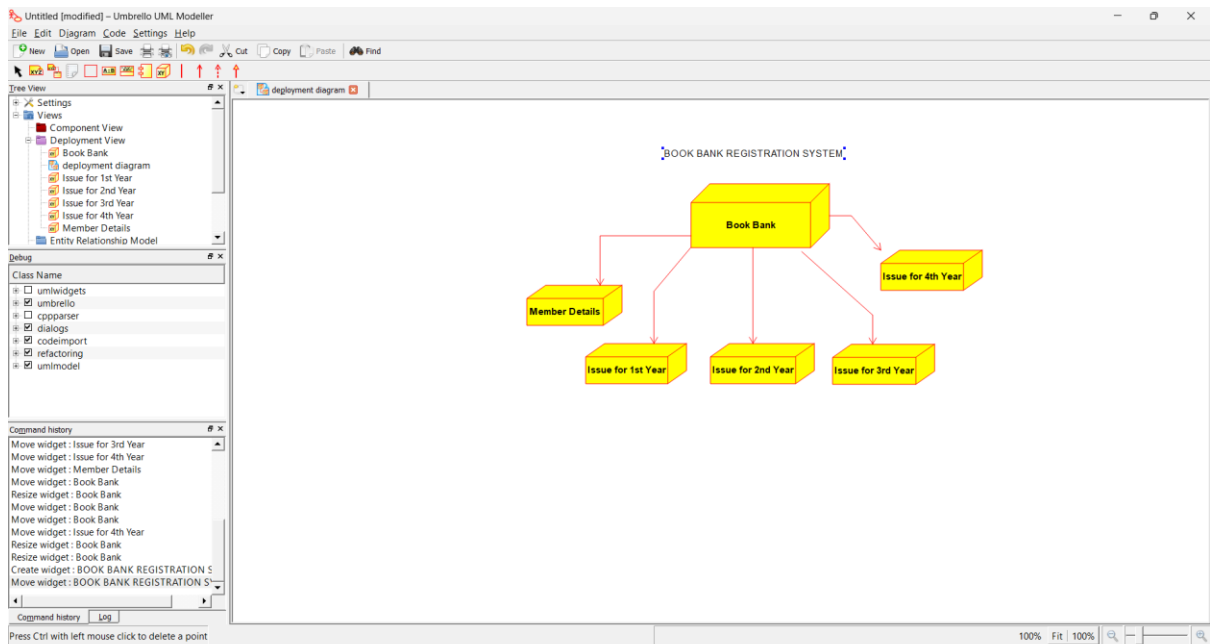 Untitled [modified] – Umbrello UML Modeller
File Edit Diagram Code Settings Help
New Open Save Cut Copy Paste Find
Tree View
deployment diagram
Settings
Views
Component View
Deployment View
Book Bank
deployment diagram
Issue for 1st Year
Issue for 2nd Year
Issue for 3rd Year
Issue for 4th Year
Member Details
Entity Relationship Model
Debug
Class Name
umlwidgets
umbrello
cppparser
dialogs
codeimport
refactoring
umlmodel
Command history
Move widget : Issue for 3rd Year
Move widget : Issue for 4th Year
Move widget : Member Details
Move widget : Book Bank
Resize widget : Book Bank
Move widget : Book Bank
Move widget : Book Bank
Move widget : Issue for 4th Year
Resize widget : Book Bank
Resize widget : Book Bank
Create widget : BOOK BANK REGISTRATION S
Move widget : BOOK BANK REGISTRATION S
Command history Log
Press Ctrl with left mouse click to delete a point
BOOK BANK REGISTRATION SYSTEM
Book Bank
Issue for 4th Year
Member Details
Issue for 1st Year
Issue for 2nd Year
Issue for 3rd Year
100% Fit 100%